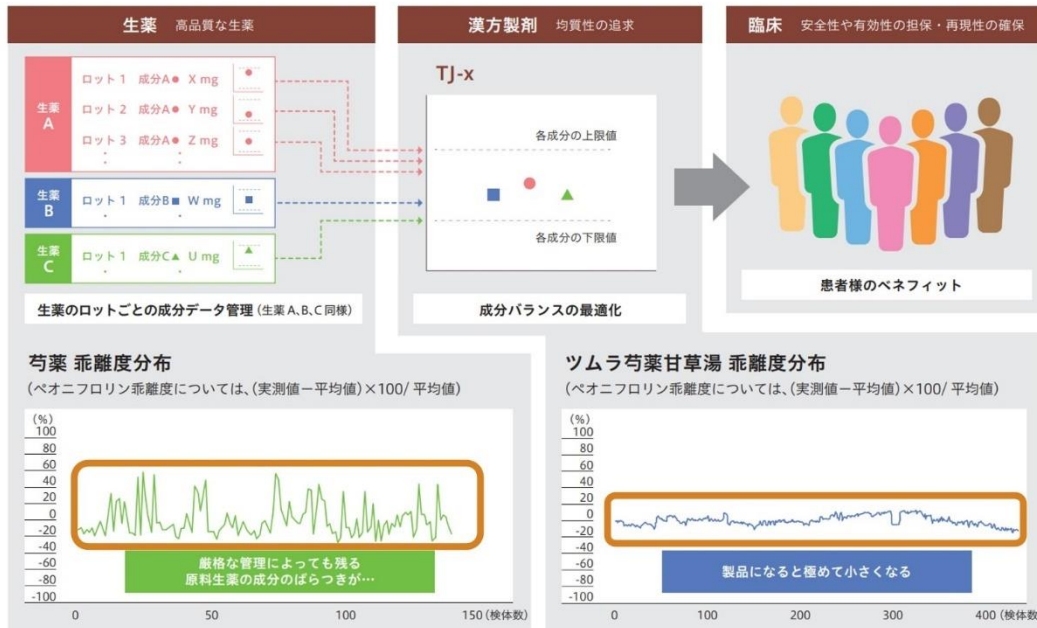 生薬 高品質な生薬
生薬
A
ロット 1 成分A● X mg
ロット 2 成分A● Y mg
ロット 3 成分A● Z mg
生薬
B
ロット 1 成分B■ W mg
生薬
C
ロット 1 成分C▲ U mg
生薬のロットごとの成分データ管理 (生薬 A、B、C 同様)
漢方製剤 均質性の追求
TJ-x
各成分の上限値
各成分の下限値
成分バランスの最適化
臨床 安全性や有効性の担保・再現性の確保
患者様のベネフィット
芍薬 乖離度分布
(ペオニフロリン乖離度については、(実測値－平均値)×100/ 平均値)
(%)
100
80
60
40
20
0
-20
-40
-60
-80
-100
厳格な管理によっても残る
原料生薬の成分のばらつきが…
0 50 100 150 (検体数)
ツムラ芍薬甘草湯 乖離度分布
(ペオニフロリン乖離度については、(実測値－平均値)×100/ 平均値)
(%)
100
80
60
40
20
0
-20
-40
-60
-80
-100
製品になると極めて小さくなる
0 100 200 300 400 (検体数)